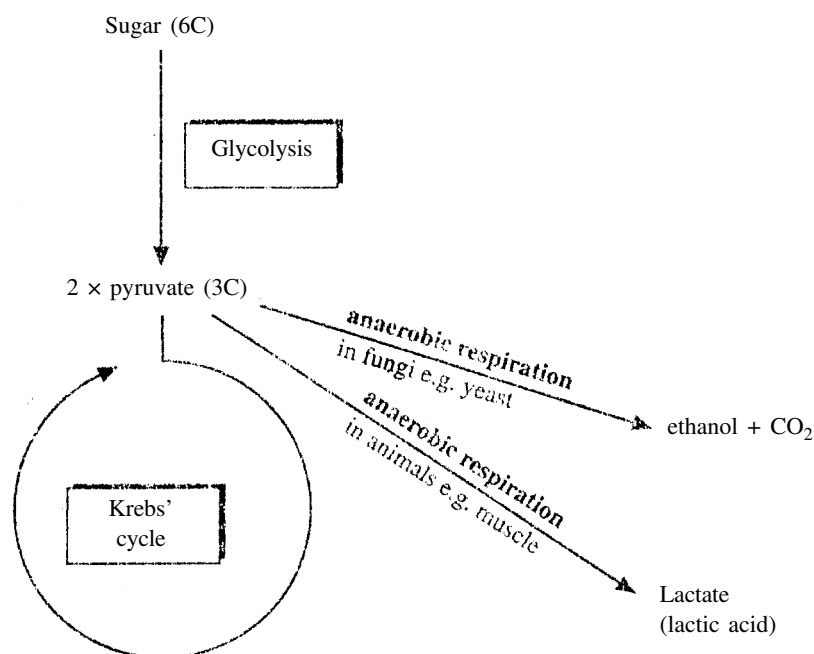 Sugar (6C)
Glycolysis
2 × pyruvate (3C)
anaerobic respiration
in fungi e.g. yeast
ethanol + CO₂
anaerobic respiration
in animals e.g. muscle
Krebs'
cycle
Lactate
(lactic acid)